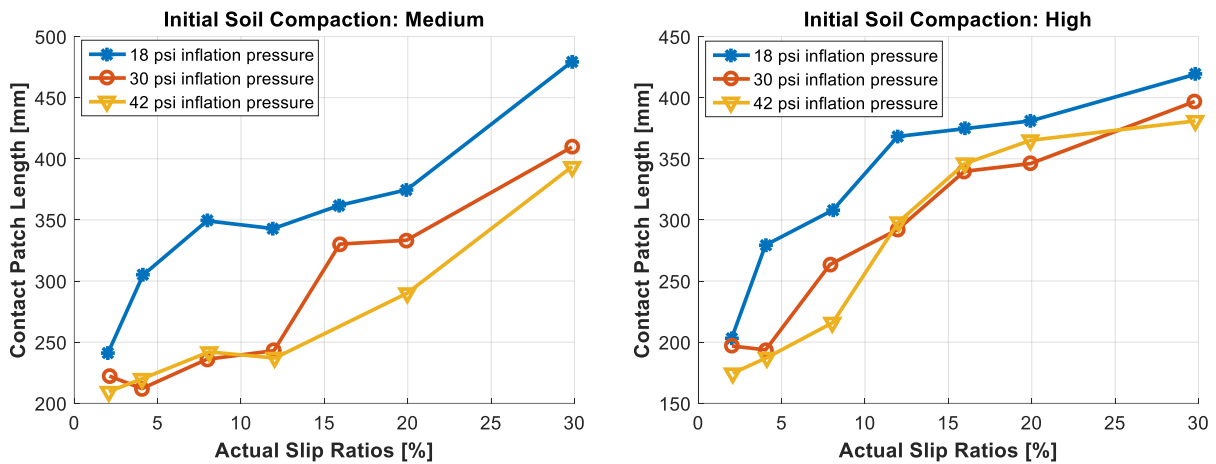 Initial Soil Compaction: Medium
500
450
400
350
300
250
200
0
5
10
15
20
25
30
Contact Patch Length [mm]
Actual Slip Ratios [%]
18 psi inflation pressure
30 psi inflation pressure
42 psi inflation pressure
Initial Soil Compaction: High
450
400
350
300
250
200
150
0
5
10
15
20
25
30
Contact Patch Length [mm]
Actual Slip Ratios [%]
18 psi inflation pressure
30 psi inflation pressure
42 psi inflation pressure